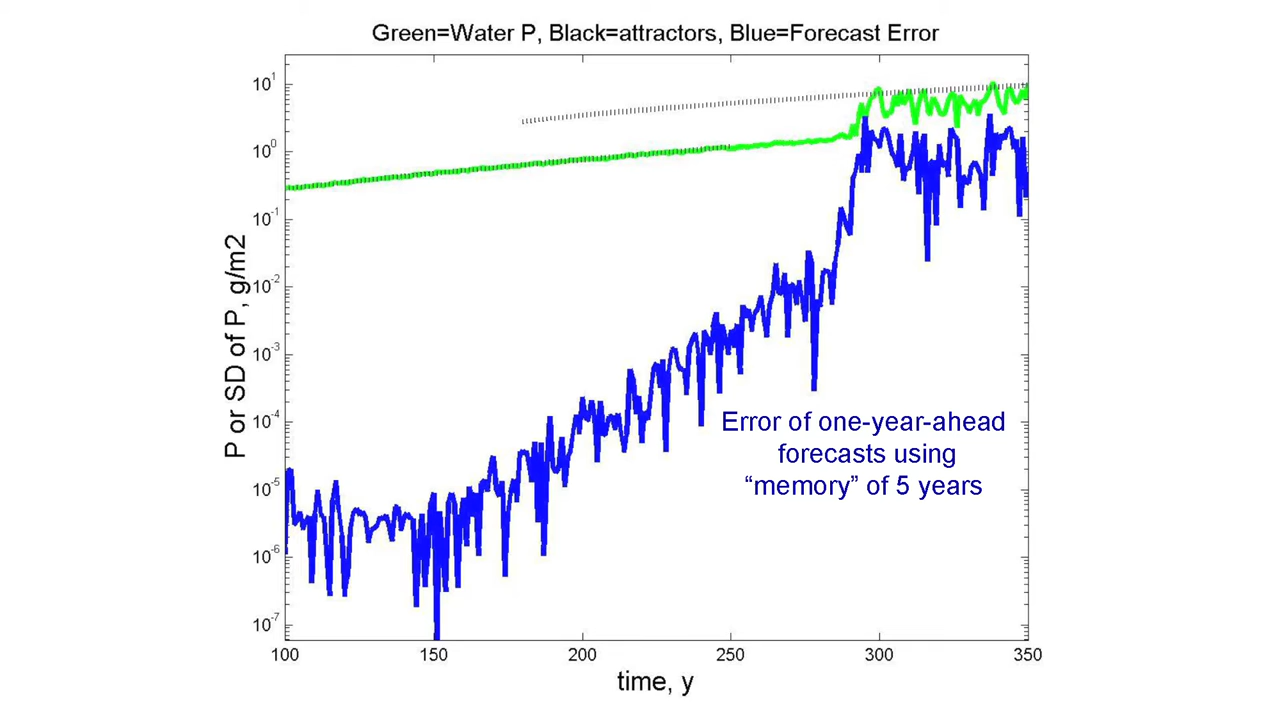 Green=Water P, Black=attractors, Blue=Forecast Error
P or SD of P, g/m2
10^1
10^0
10^-1
10^-2
10^-3
10^-4
10^-5
10^-6
10^-7
Error of one-year-ahead
forecasts using
“memory” of 5 years
100 150 200 250 300 350
time, y